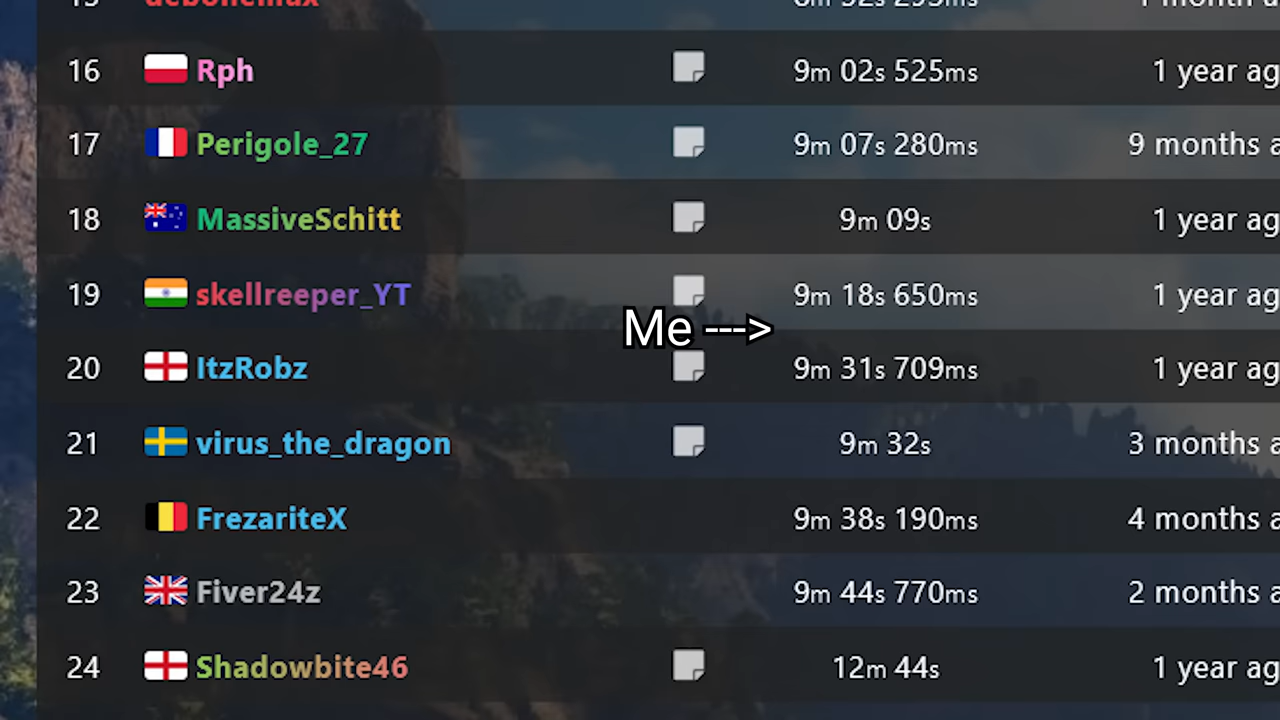 16 Rph 9m 02s 525ms 1 year ag
17 Perigole_27 9m 07s 280ms 9 months a
18 MassiveSchitt 9m 09s 1 year ag
19 skellreeper_YT 9m 18s 650ms 1 year ag
Me --->
20 ItzRobz 9m 31s 709ms 1 year ag
21 virus_the_dragon 9m 32s 3 months a
22 FrezariteX 9m 38s 190ms 4 months a
23 Fiver24z 9m 44s 770ms 2 months a
24 Shadowbite46 12m 44s 1 year ag